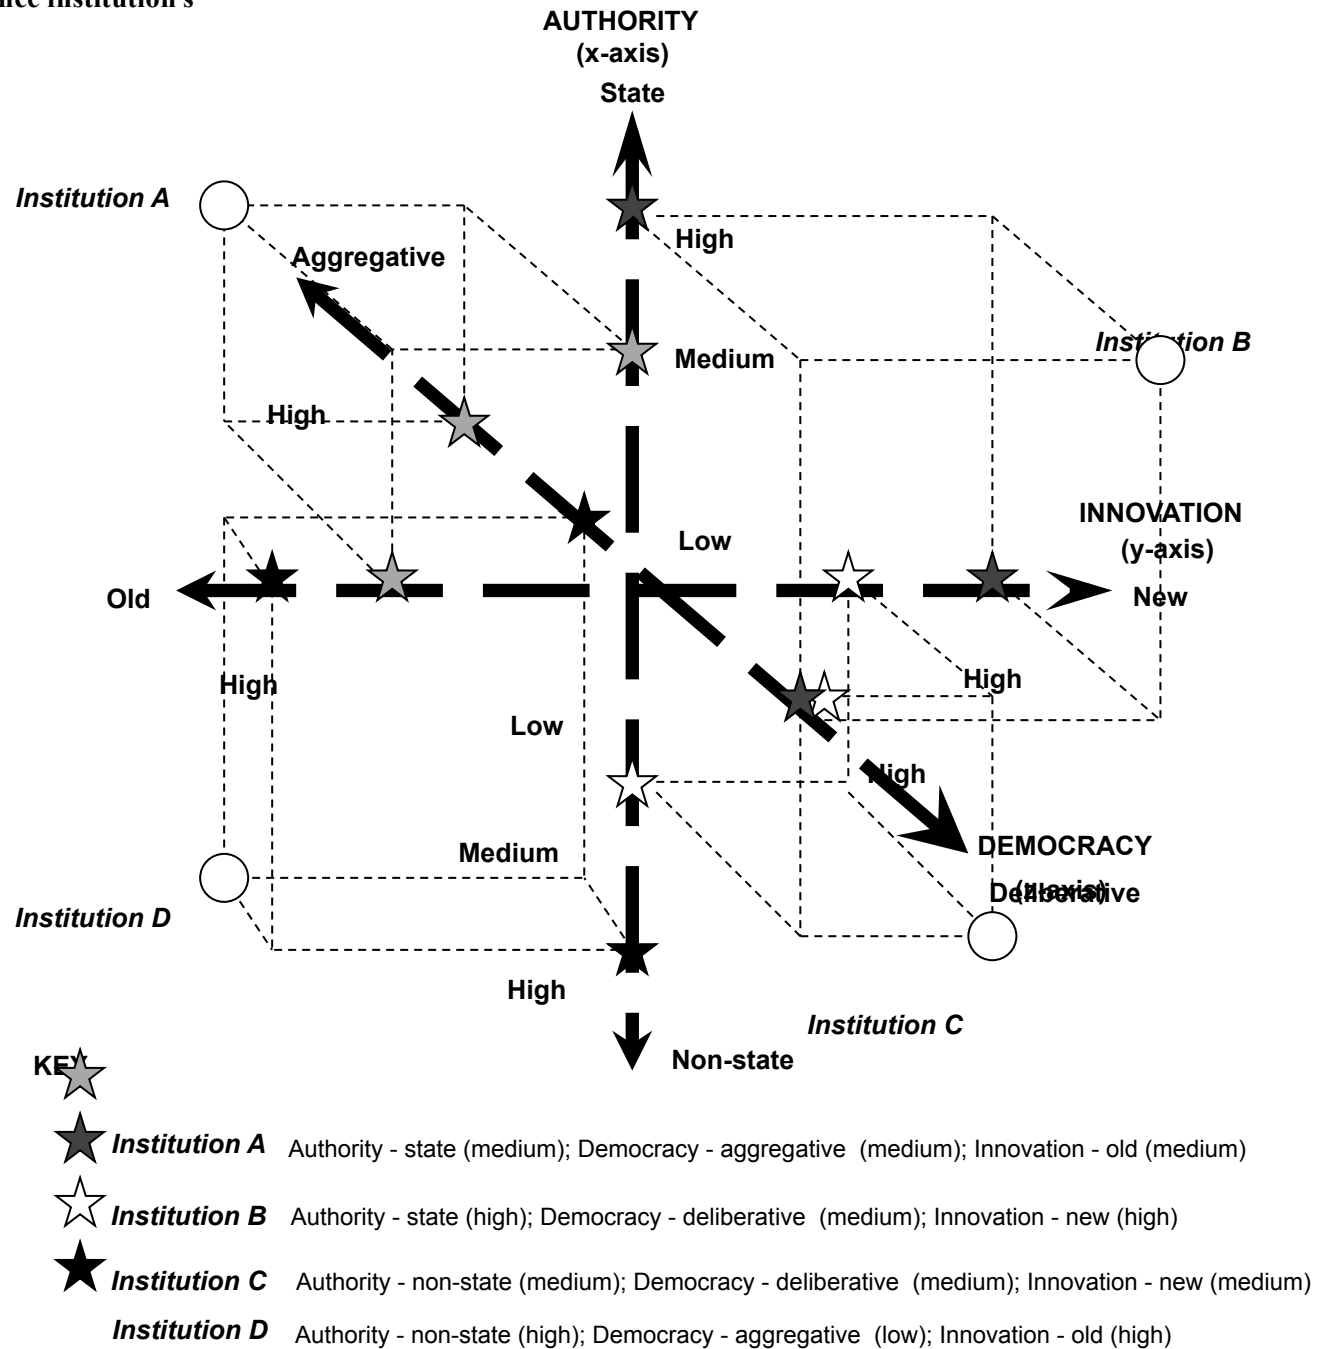 institution's
AUTHORITY
(x-axis)
State
Institution A
High
Aggregative
Institution B
Medium
High
INNOVATION
(y-axis)
Low
Old
New
High
High
Low
High
DEMOCRACY
(z-axis)
Deliberative
Medium
Institution D
High
Institution C
Non-state
KEY
Institution A Authority - state (medium); Democracy - aggregative (medium); Innovation - old (medium)
Institution B Authority - state (high); Democracy - deliberative (medium); Innovation - new (high)
Institution C Authority - non-state (medium); Democracy - deliberative (medium); Innovation - new (medium)
Institution D Authority - non-state (high); Democracy - aggregative (low); Innovation - old (high)